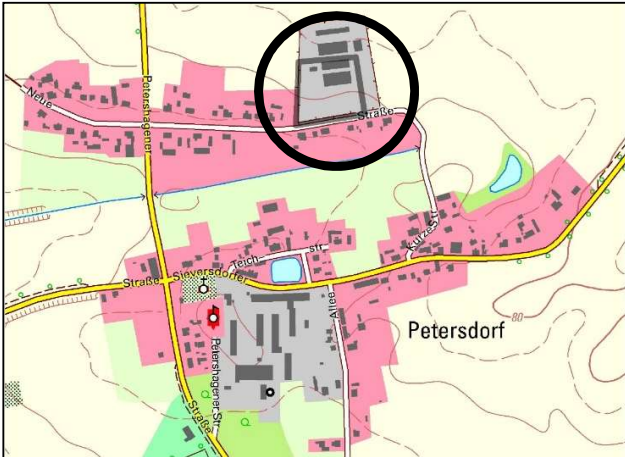 Neue
Petershagener
Straße
Kurze Str.
Teich
str.
Straße
Sieversdorfer
Allee
Petersdorf
80
Petershagener Str.
Straße